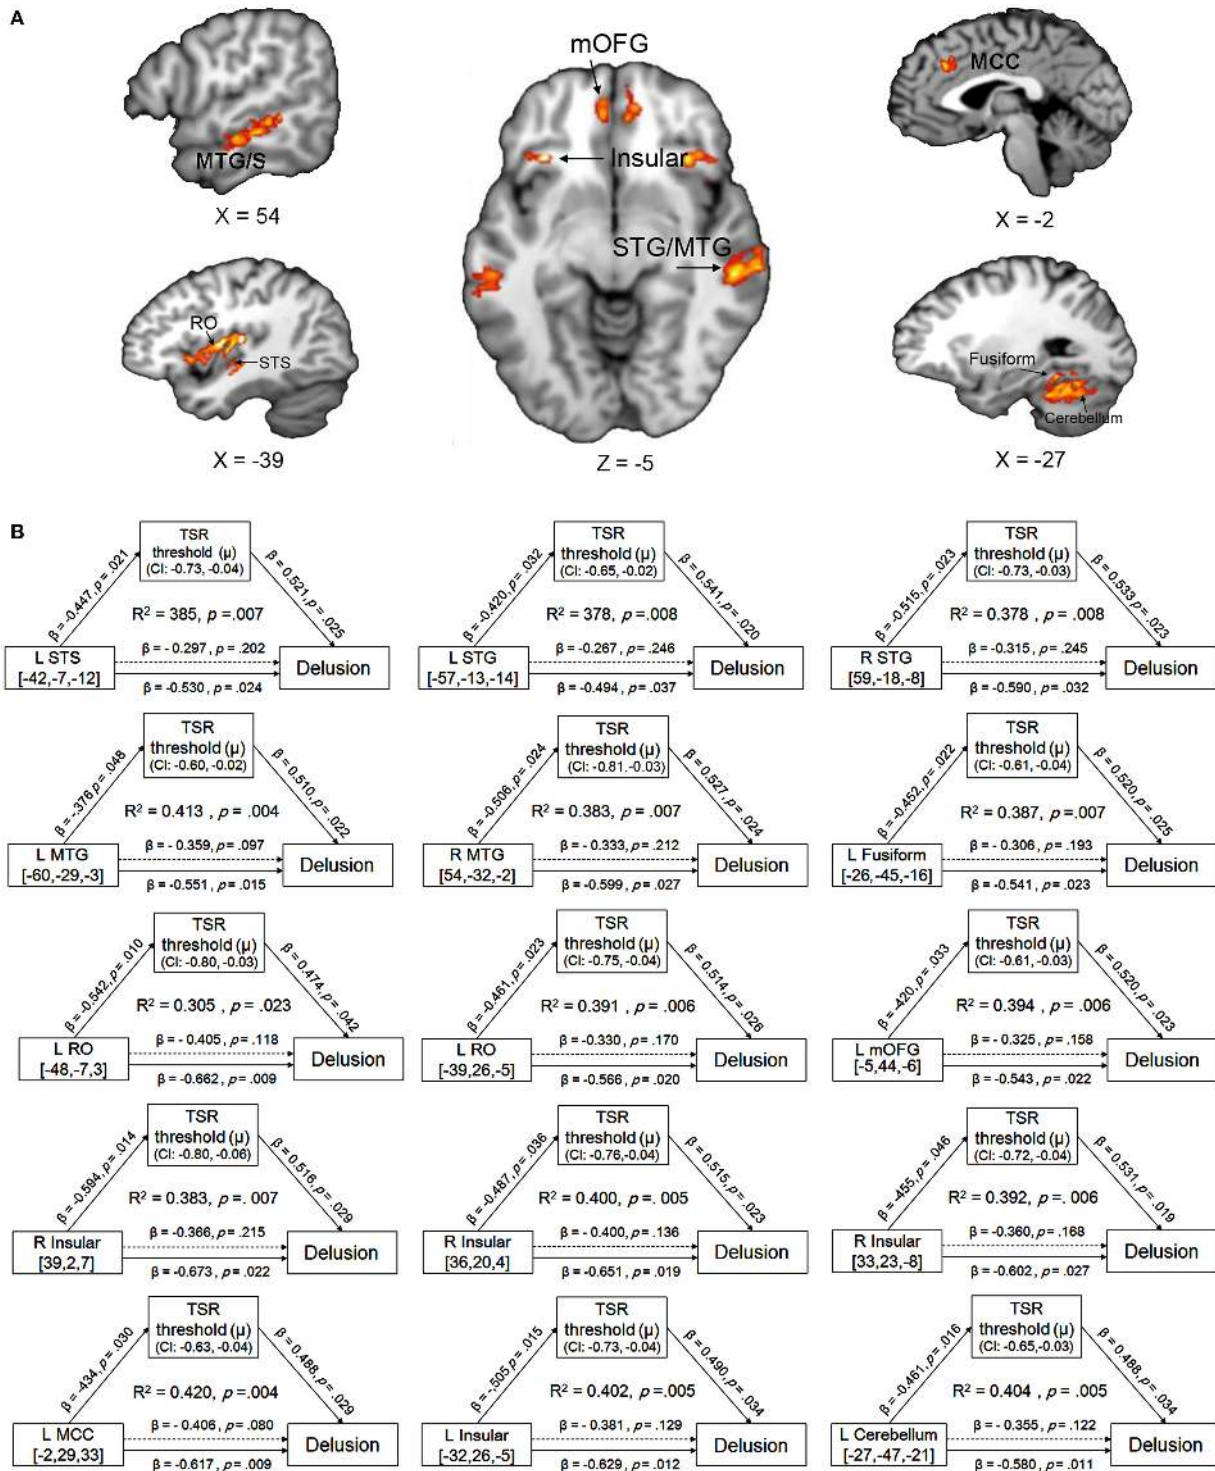 A
mOFG
MCC
Insular
MTG/S
STG/MTG
X = 54
X = -2
RO
STS
Fusiform
Cerebellum
X = -39
Z = -5
X = -27
B
TSR
threshold (μ)
(CI: -0.73, -0.04)
β = -0.447, p = .021
β = 0.521, p = .025
R² = 385, p =.007
β = -0.297, p = .202
L STS
[-42,-7,-12]
Delusion
β = -0.530, p = .024
TSR
threshold (μ)
(CI: -0.65, -0.02)
β = -0.420, p = .032
β = 0.541, p = .020
R² = 378, p =.008
β = -0.267, p = .246
L STG
[-57,-13,-14]
Delusion
β = -0.494, p = .037
TSR
threshold (μ)
(CI: -0.73, -0.03)
β = -0.515, p = .023
β = 0.533, p = .023
R² = 0.378, p = .008
β = -0.315, p = .245
R STG
[59,-18,-8]
Delusion
β = -0.590, p = .032
TSR
threshold (μ)
(CI: -0.60, -0.02)
β = -.376, p = .048
β = 0.510, p = .022
R² = 0.413 , p = .004
β = - 0.359, p = .097
L MTG
[-60,-29,-3]
Delusion
β = -0.551, p = .015
TSR
threshold (μ)
(CI: -0.81.-0.03)
β = -0.506, p = .024
β = 0.527, p = .024
R² = 0.383, p = .007
β = - 0.333, p = .212
R MTG
[54,-32,-2]
Delusion
β = -0.599, p = .027
TSR
threshold (μ)
(CI: -0.61, -0.04)
β = -0.452, p = .022
β = 0.520, p = .025
R² = 0.387, p = .007
β = - 0.306, p = .193
L Fusiform
[-26,-45,-16]
Delusion
β = -0.541, p = .023
TSR
threshold (μ)
(CI: -0.80, -0.03)
β = -0.542, p = .010
β = 0.474, p = .042
R² = 0.305 , p = .023
β = - 0.405, p = .118
L RO
[-48,-7,3]
Delusion
β = -0.662, p = .009
TSR
threshold (μ)
(CI: -0.75, -0.04)
β = -0.461, p = .023
β = 0.514, p = .026
R² = 0.391 , p = .006
β = - 0.330, p = .170
L RO
[-39,26,-5]
Delusion
β = -0.566, p = .020
TSR
threshold (μ)
(CI: -0.61, -0.03)
β = -.420, p = .033
β = 0.520, p = .023
R² = 0.394 , p = .006
β = - 0.325, p = .158
L mOFG
[-5,44,-6]
Delusion
β = -0.543, p = .022
TSR
threshold (μ)
(CI: -0.80, -0.06)
β = -0.594, p = .014
β = 0.516, p = .029
R² = 0.383, p = .007
β = -0.366, p = .215
R Insular
[39,2,7]
Delusion
β = -0.673, p = .022
TSR
threshold (μ)
(CI: -0.76,-0.04)
β = -0.487, p = .036
β = 0.515, p = .023
R² = 0.400, p = .005
β = - 0.400, p = .136
R Insular
[36,20,4]
Delusion
β = -0.651, p = .019
TSR
threshold (μ)
(CI: -0.72, -0.04)
β = -.455, p = .046
β = 0.531, p = .019
R² = 0.392, p = .006
β = -0.360, p = .168
R Insular
[33,23,-8]
Delusion
β = -0.602, p = .027
TSR
threshold (μ)
(CI: -0.63, -0.04)
β = -.434, p = .030
β = 0.488, p = .029
R² = 0.420, p =.004
β = - 0.406, p = .080
L MCC
[-2,29,33]
Delusion
β = -0.617, p = .009
TSR
threshold (μ)
(CI: -0.73, -0.04)
β = -.505 p = .015
β = 0.490, p = .034
R² = 0.402, p =.005
β = - 0.381, p = .129
L Insular
[-32,26,-5]
Delusion
β = -0.629, p = .012
TSR
threshold (μ)
(CI: -0.65,-0.03)
β = -0.461, p = .016
β = 0.488, p = .034
R² = 0.404 , p =.005
β = - 0.355, p = .122
L Cerebellum
[-27,-47,-21]
Delusion
β = -0.580, p = .011